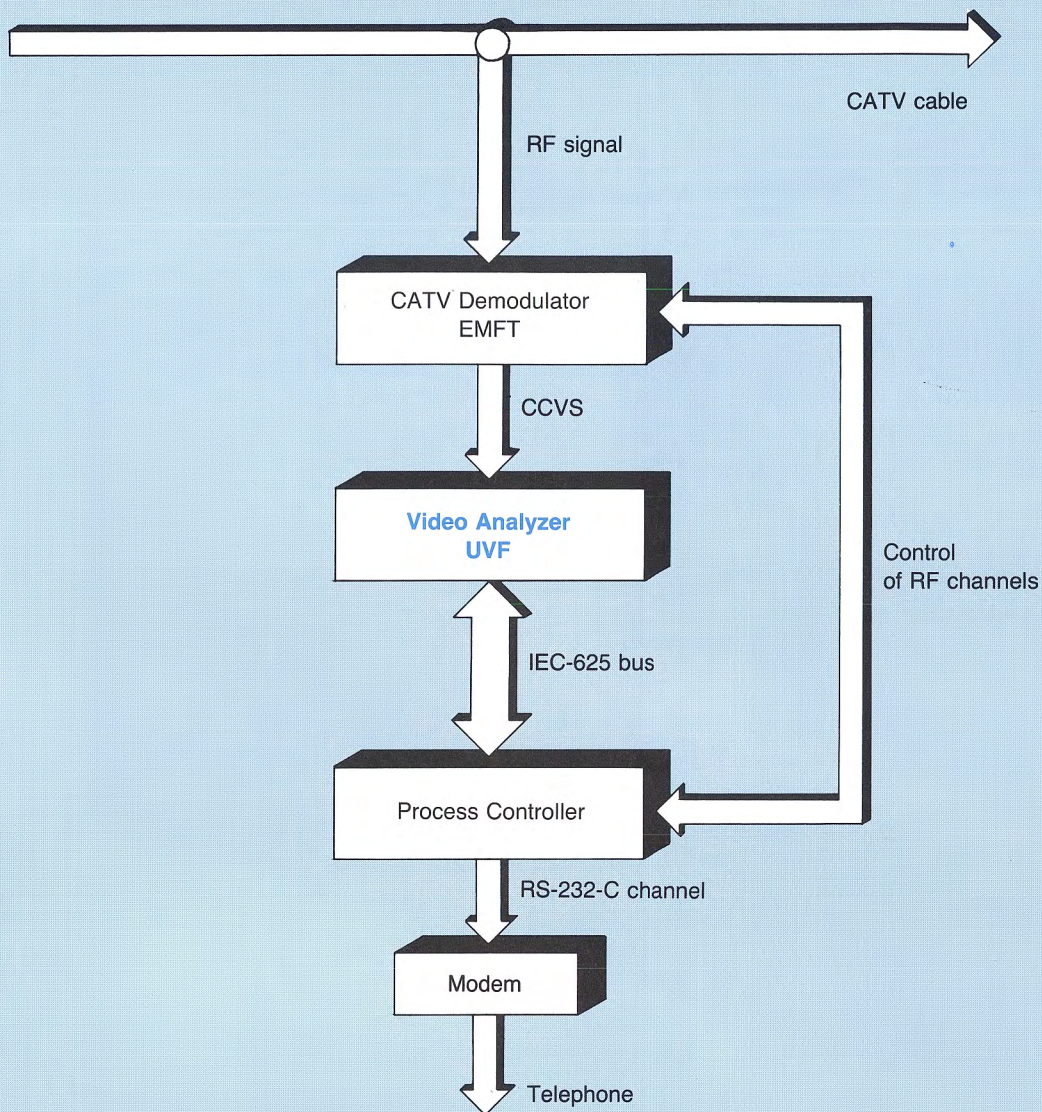 CATV cable
RF signal
CATV Demodulator
EMFT
CCVS
Video Analyzer
UVF
Control
of RF channels
IEC-625 bus
Process Controller
RS-232-C channel
Modem
Telephone